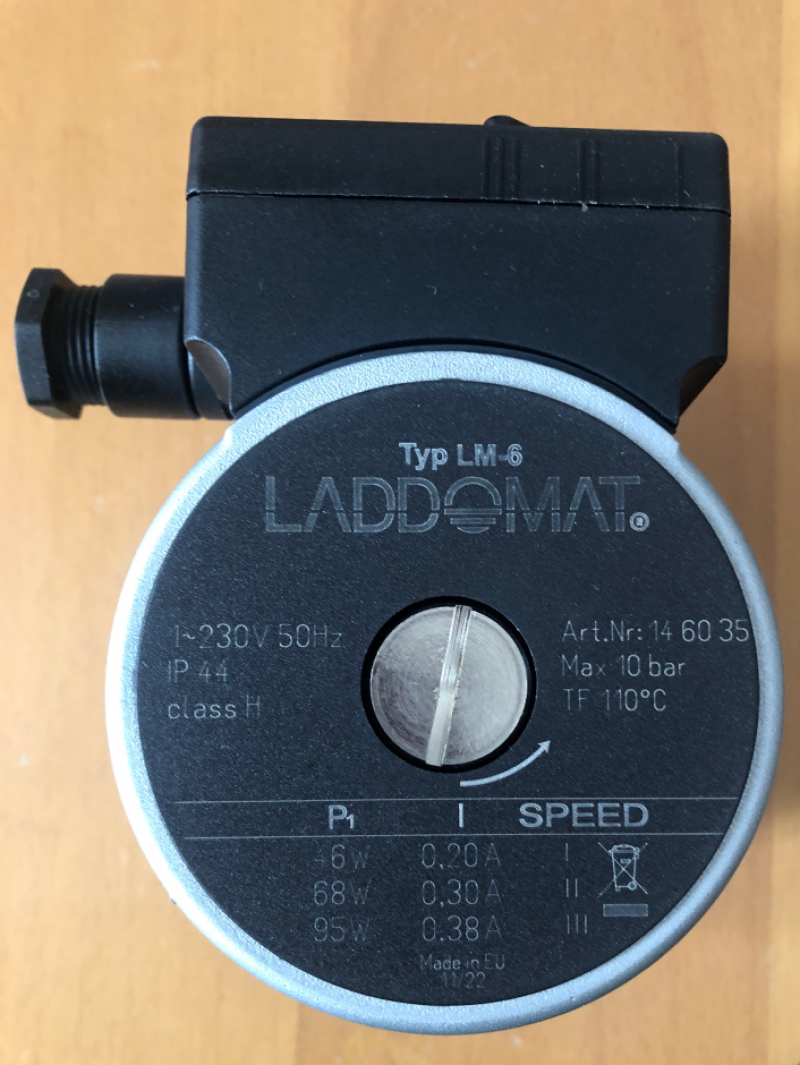 Typ LM-6
LADDOMAT®
1~230V 50Hz
IP 44
class H
Art.Nr: 14 60 35
Max 10 bar
TF 110°C
P1 I SPEED
46W 0.20A I
68W 0,30A II
95W 0.38A III
Made in EU
11/22